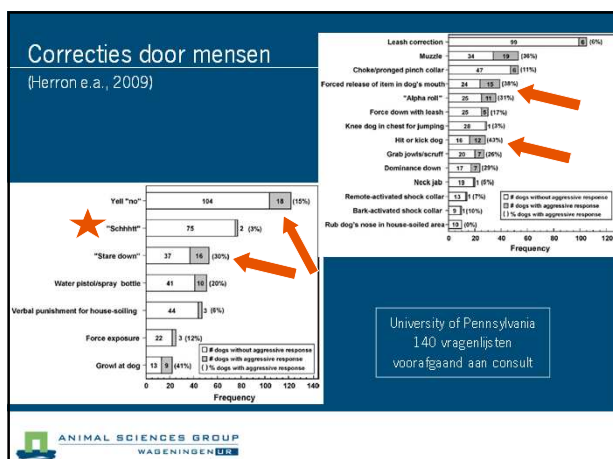 Correcties door mensen
(Herron e.a., 2009)
Leash correction 99 6 (6%)
Muzzle 34 19 (36%)
Choke/pronged pinch collar 47 6 (11%)
Forced release of item in dog's mouth 24 15 (38%)
"Alpha roll" 25 11 (31%)
Force down with leash 25 5 (17%)
Knee dog in chest for jumping 28 1 (3%)
Hit or kick dog 16 12 (43%)
Grab jowls/scruff 20 7 (26%)
Dominance down 17 7 (29%)
Neck jab 19 1 (5%)
Remote-activated shock collar 13 1 (7%)
Bark-activated shock collar 9 1 (10%)
Rub dog's nose in house-soiled area 10 (0%)
# dogs without aggressive response
# dogs with aggressive response
( ) % dogs with aggressive response
0 20 40 60 80 100 120 140
Frequency
Yell "no" 104 18 (15%)
"Schhhtt" 75 2 (3%)
"Stare down" 37 16 (30%)
Water pistol/spray bottle 41 10 (20%)
Verbal punishment for house-soiling 44 3 (6%)
Force exposure 22 3 (12%)
Growl at dog 13 9 (41%)
# dogs without aggressive response
# dogs with aggressive response
( ) % dogs with aggressive response
0 20 40 60 80 100 120 140
Frequency
University of Pennsylvania
140 vragenlijsten
voorafgaand aan consult
ANIMAL SCIENCES GROUP
WAGENINGEN UR